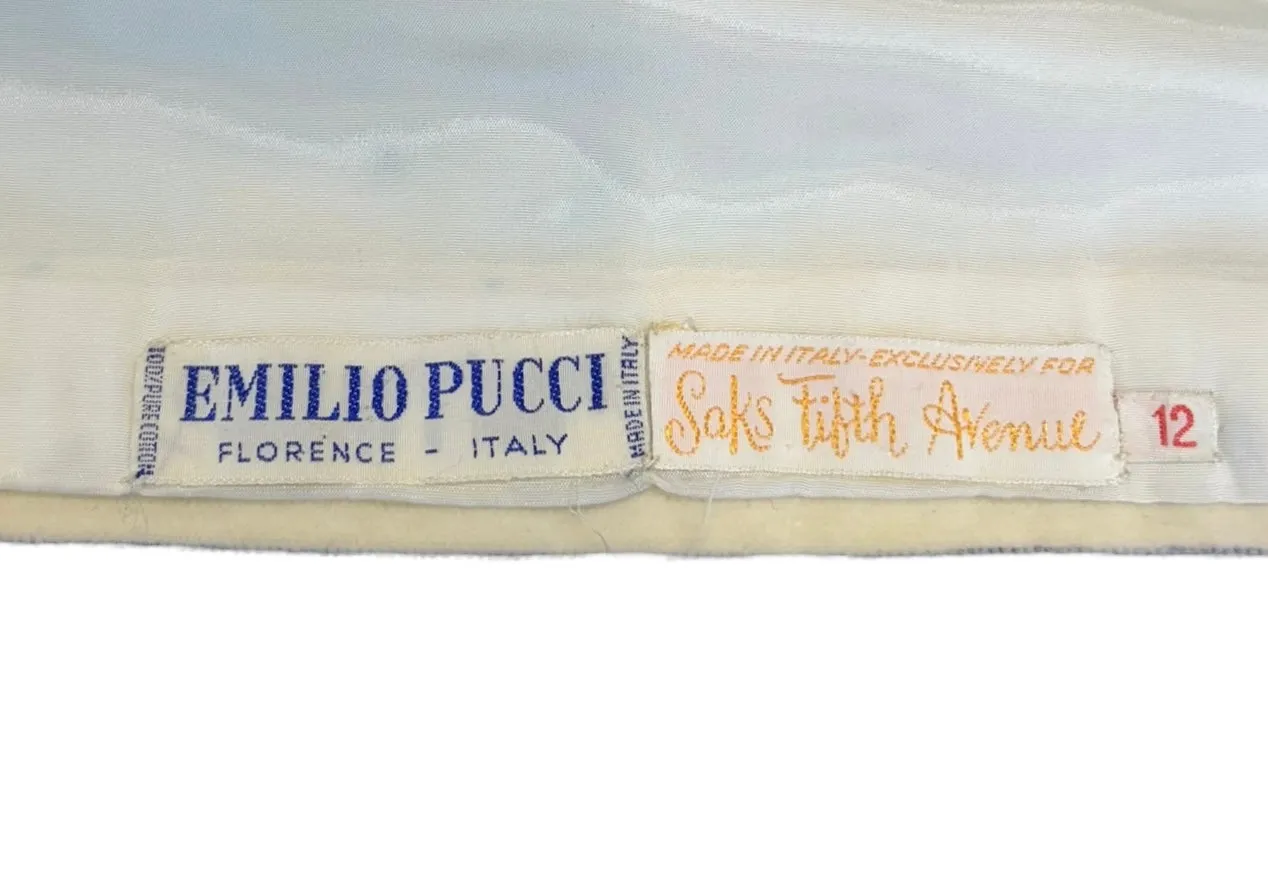 100% PURE COTTON
EMILIO PUCCI
FLORENCE - ITALY
MADE IN ITALY
MADE IN ITALY-EXCLUSIVELY FOR
Saks Fifth Avenue
12